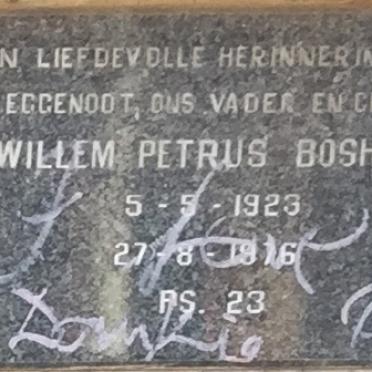 N LIEFDEVOLLE HERINNERIN
EGGENOOT, ONS VADER EN
WILLEM PETRUS BOSH
5 - 5 - 1923
27 - 8 - 1976
PS. 23